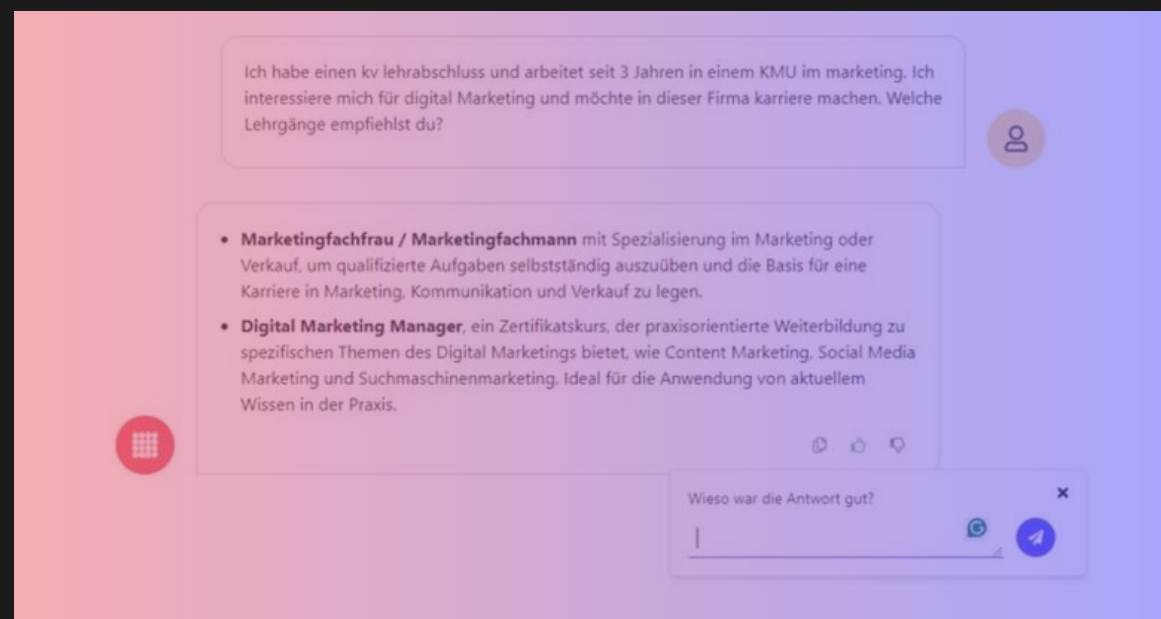 Ich habe einen kv lehrabschluss und arbeitet seit 3 Jahren in einem KMU im marketing. Ich
interessiere mich für digital Marketing und möchte in dieser Firma karriere machen. Welche
Lehrgänge empfiehlst du?
• Marketingfachfrau / Marketingfachmann mit Spezialisierung im Marketing oder
Verkauf, um qualifizierte Aufgaben selbstständig auszuüben und die Basis für eine
Karriere in Marketing, Kommunikation und Verkauf zu legen.
• Digital Marketing Manager, ein Zertifikatskurs, der praxisorientierte Weiterbildung zu
spezifischen Themen des Digital Marketings bietet, wie Content Marketing, Social Media
Marketing und Suchmaschinenmarketing. Ideal für die Anwendung von aktuellem
Wissen in der Praxis.
Wieso war die Antwort gut?